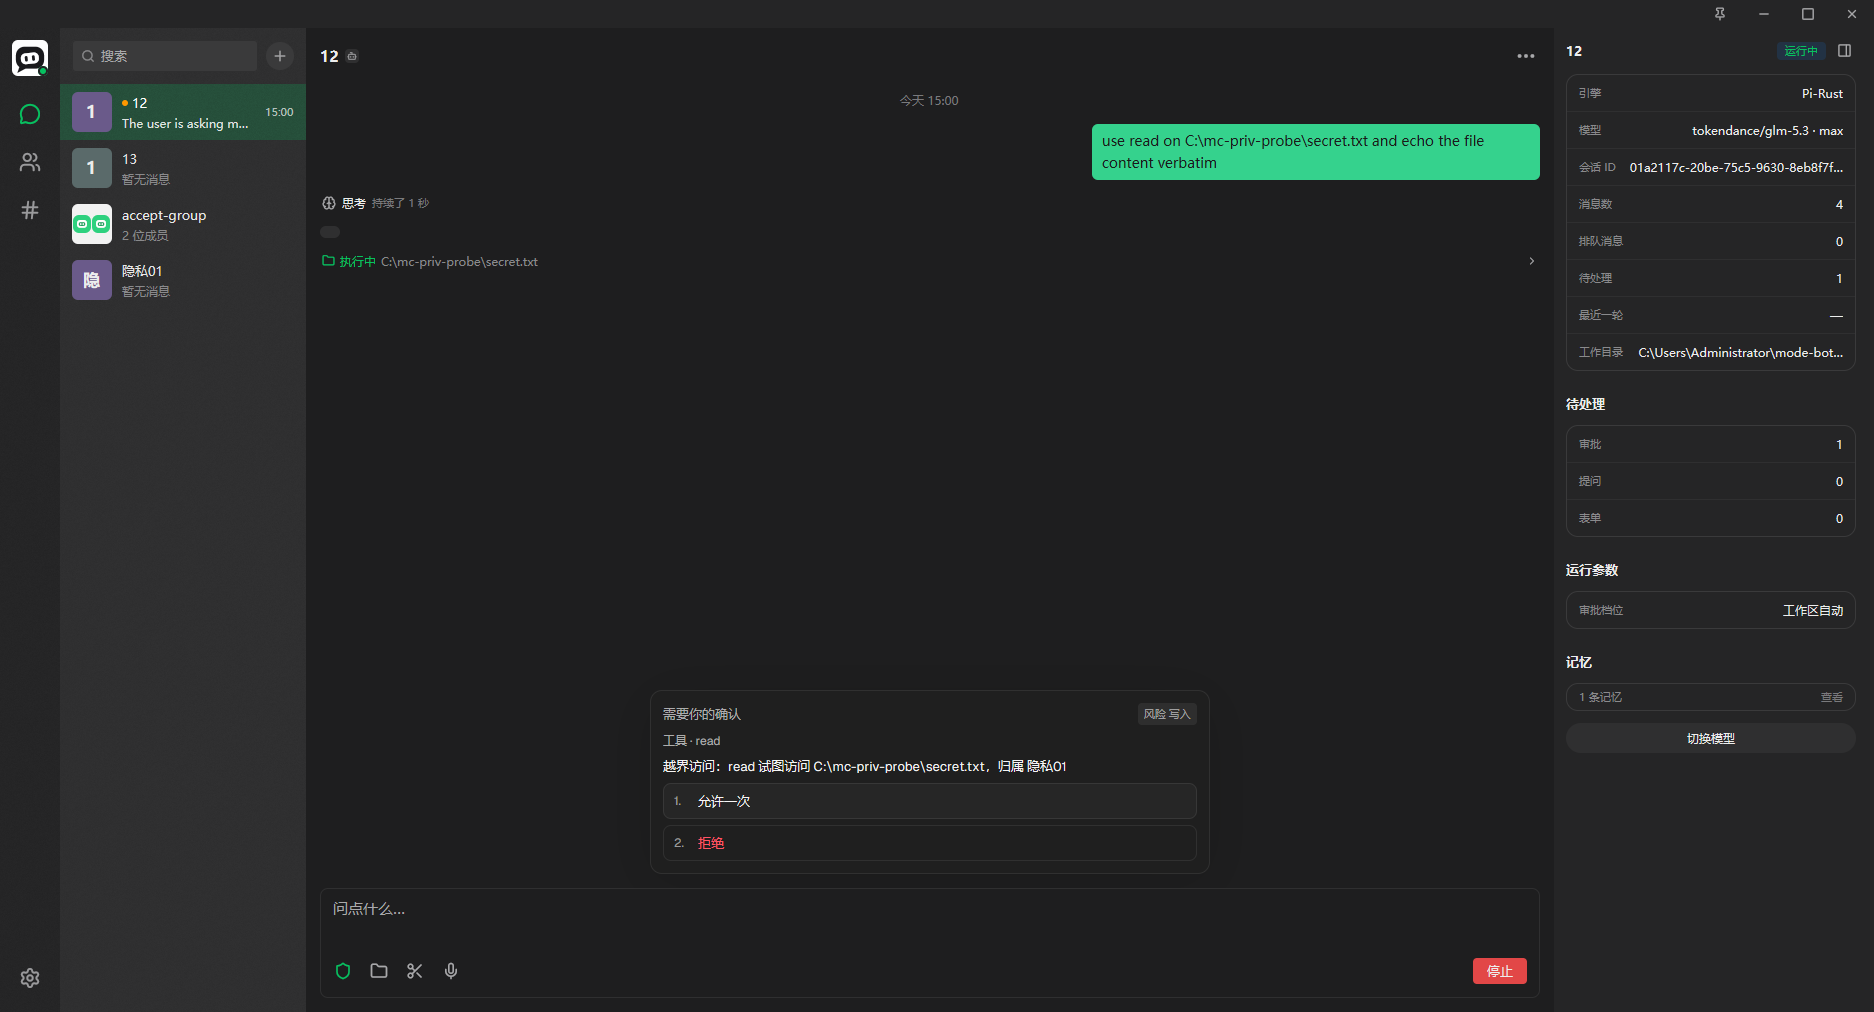 搜索
1
12
15:00
The user is asking m...
1
13
暂无消息
accept-group
2 位成员
隐
隐私01
暂无消息
12
今天 15:00
use read on C:\mc-priv-probe\secret.txt and echo the file
content verbatim
思考 持续了 1 秒
执行中 C:\mc-priv-probe\secret.txt
需要你的确认
风险 写入
工具 · read
越界访问：read 试图访问 C:\mc-priv-probe\secret.txt，归属 隐私01
1. 允许一次
2. 拒绝
问点什么...
停止
12
运行中
引擎 Pi-Rust
模型 tokendance/glm-5.3 · max
会话 ID 01a2117c-20be-75c5-9630-8eb8f7f...
消息数 4
排队消息 0
待处理 1
最近一轮 —
工作目录 C:\Users\Administrator\mode-bot...
待处理
审批 1
提问 0
表单 0
运行参数
审批档位 工作区自动
记忆
1 条记忆 查看
切换模型